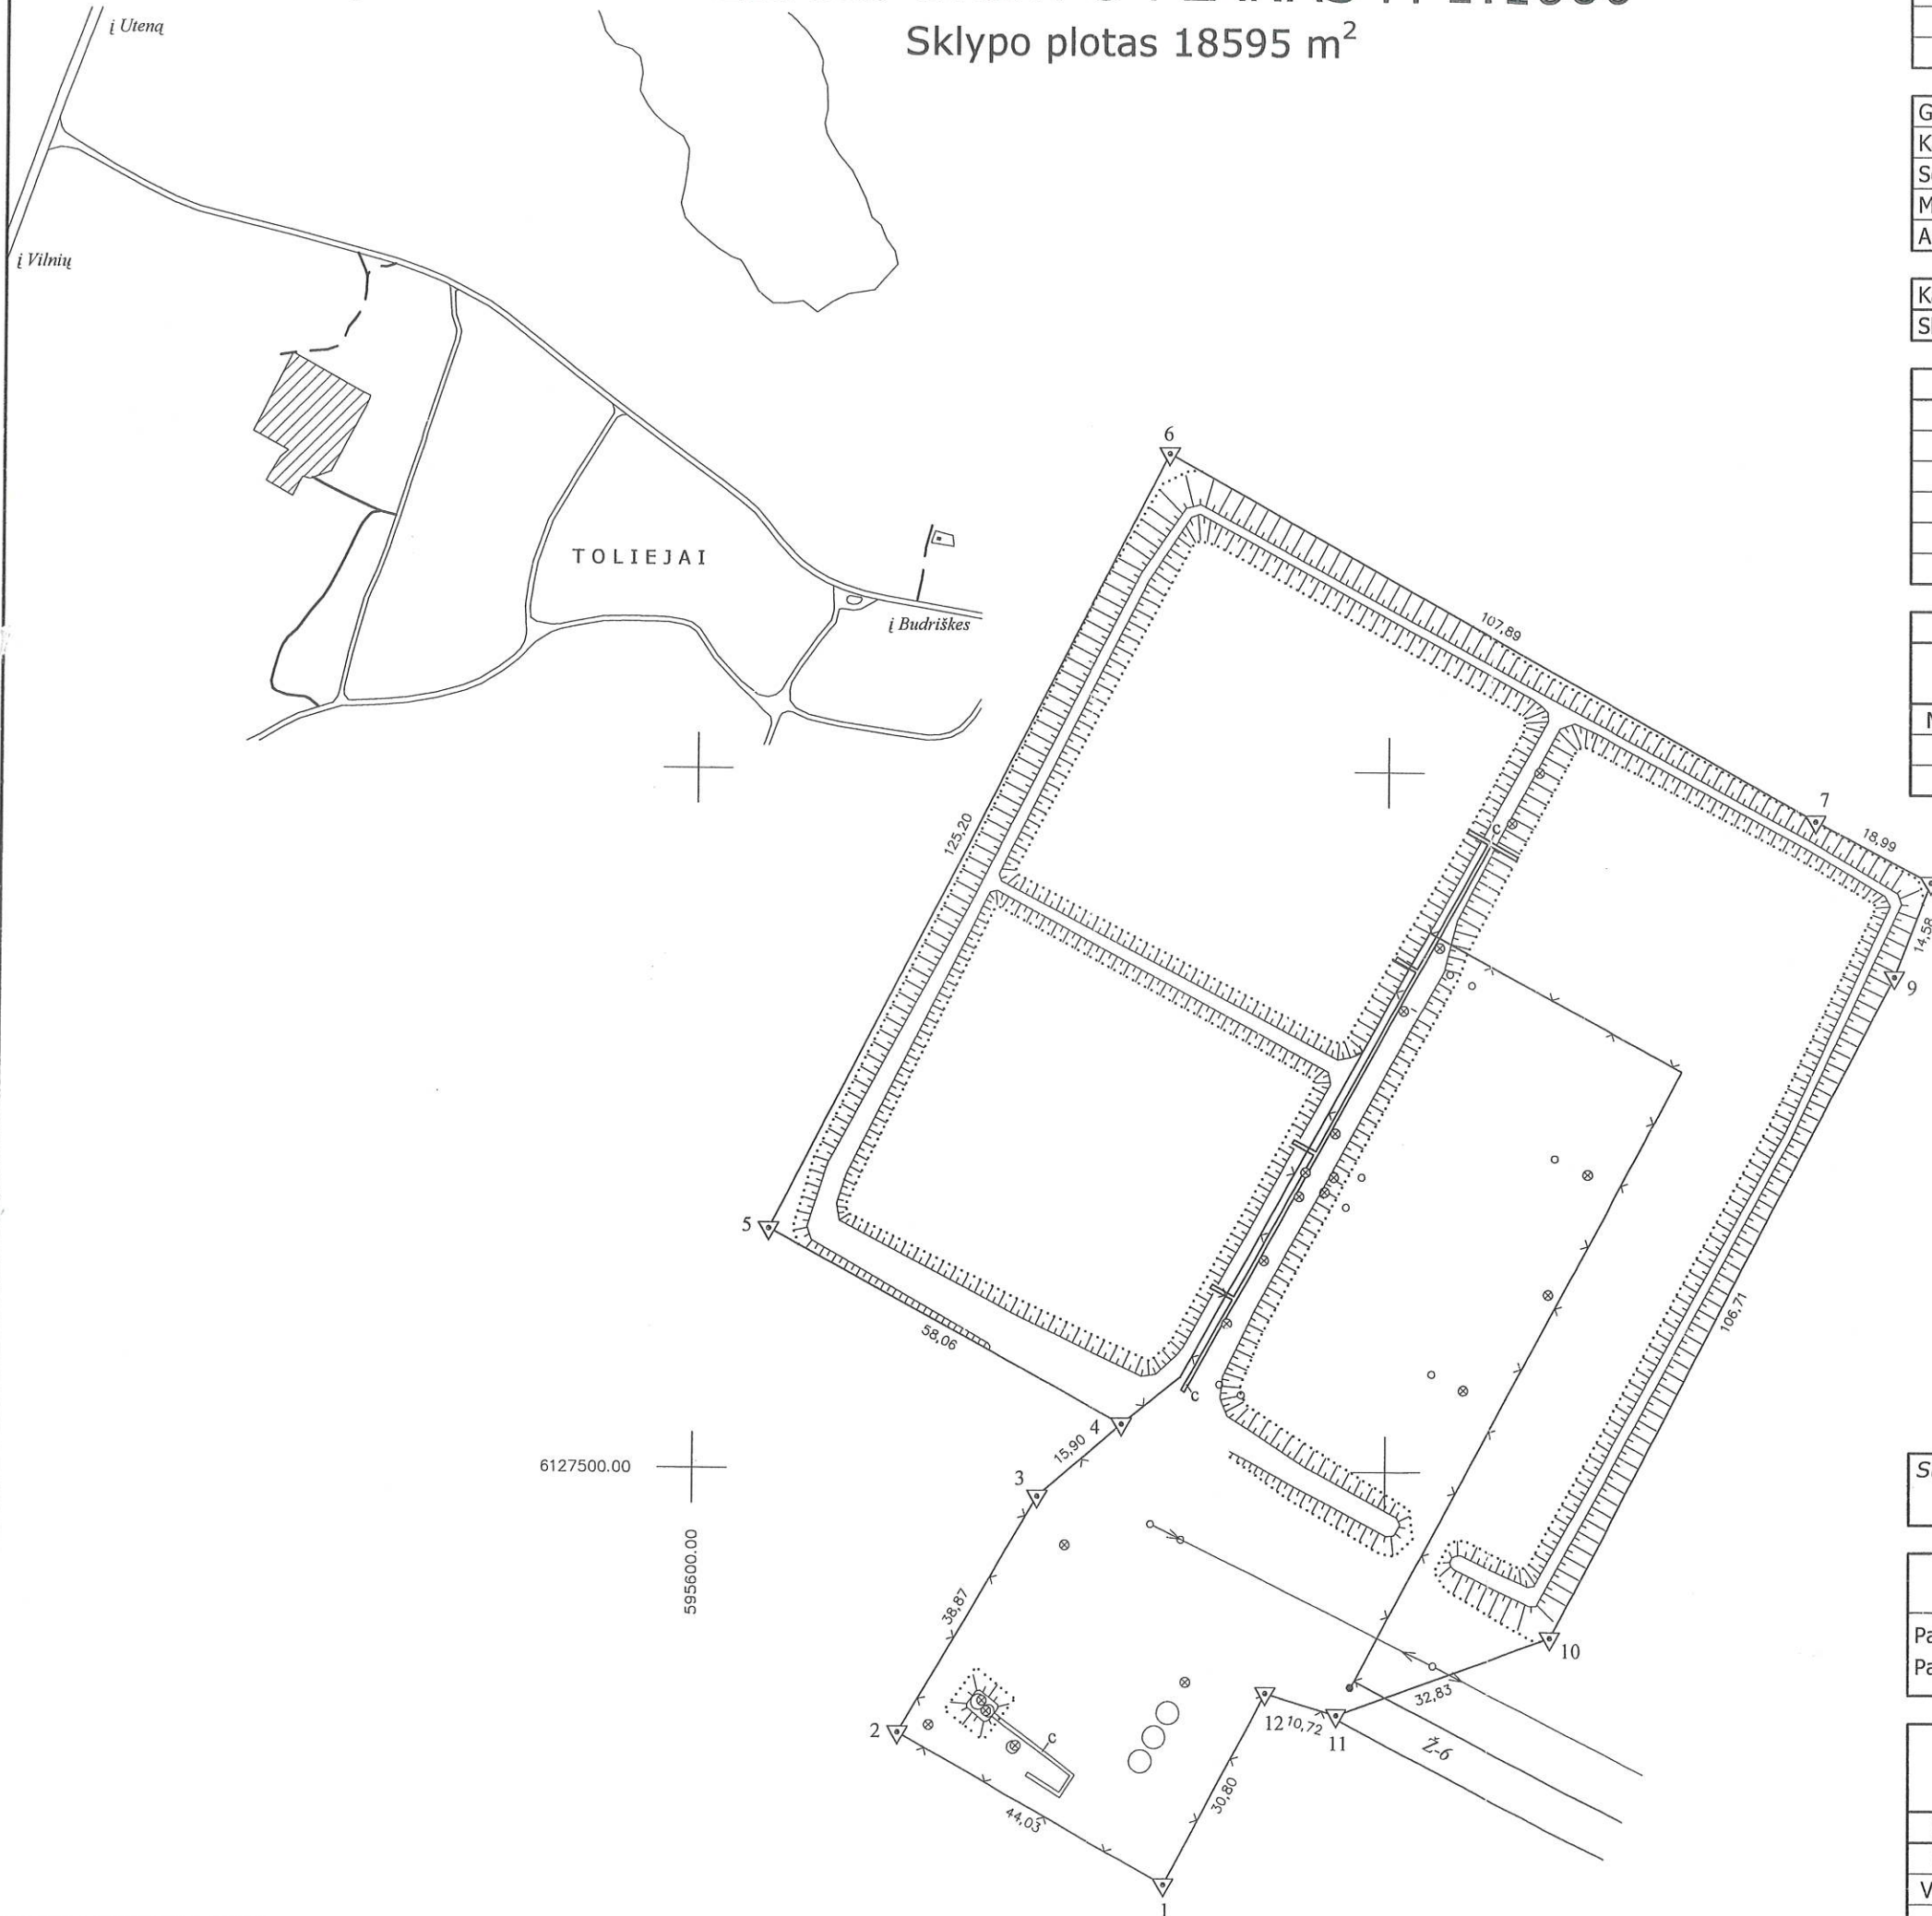 Sklypo plotas 18595 m²
į Uteną
į Vilnių
TOLIEJAI
į Budriškes
6
107,89
7
18,99
14,58
9
125,20
5
58,06
c
106,71
4
15,90
c
3
6127500.00
595600.00
38,87
10
32,83
2
c
12
10,72
11
Ž-6
30,80
44,03
1